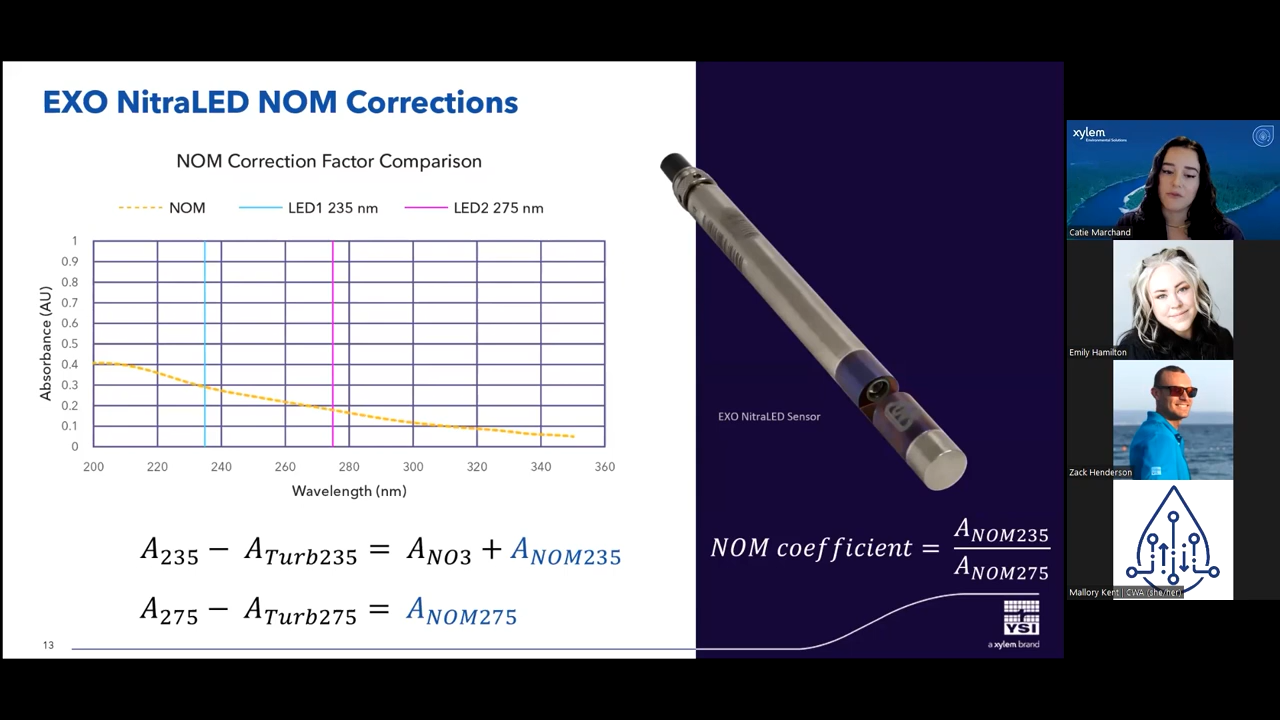 EXO NitraLED NOM Corrections
NOM Correction Factor Comparison
NOM LED1 235 nm LED2 275 nm
Absorbance (AU)
1
0.9
0.8
0.7
0.6
0.5
0.4
0.3
0.2
0.1
0
200 220 240 260 280 300 320 340 360
Wavelength (nm)
A235 − ATurb235 = ANO3 + ANOM235
A275 − ATurb275 = ANOM275
13
EXO NitraLED Sensor
NOM coefficient = ANOM235 / ANOM275
YSI
a xylem brand
xylem
Environmental Solutions
Catie Marchand
Emily Hamilton
Zack Henderson
Mallory Kent | CWA (she/her)